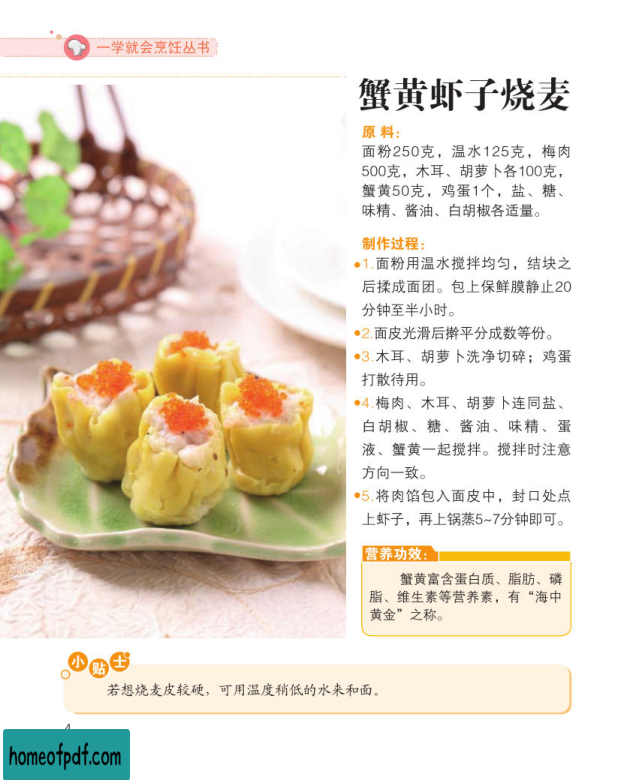 一学就会烹饪丛书
蟹黄虾子烧麦
原 料：
面粉250克，温水125克，梅肉
500克，木耳、胡萝卜各100克，
蟹黄50克，鸡蛋1个，盐、糖、
味精、酱油、白胡椒各适量。
制作过程：
●1.面粉用温水搅拌均匀，结块之
后揉成面团。包上保鲜膜静止20
分钟至半小时。
●2.面皮光滑后擀平分成数等份。
●3.木耳、胡萝卜洗净切碎；鸡蛋
打散待用。
●4.梅肉、木耳、胡萝卜连同盐、
白胡椒、糖、酱油、味精、蛋
液、蟹黄一起搅拌。搅拌时注意
方向一致。
●5.将肉馅包入面皮中，封口处点
上虾子，再上锅蒸5~7分钟即可。
营养功效：
蟹黄富含蛋白质、脂肪、磷
脂、维生素等营养素，有“海中
黄金”之称。
小贴士
若想烧麦皮较硬，可用温度稍低的水来和面。
homeofpdf.com